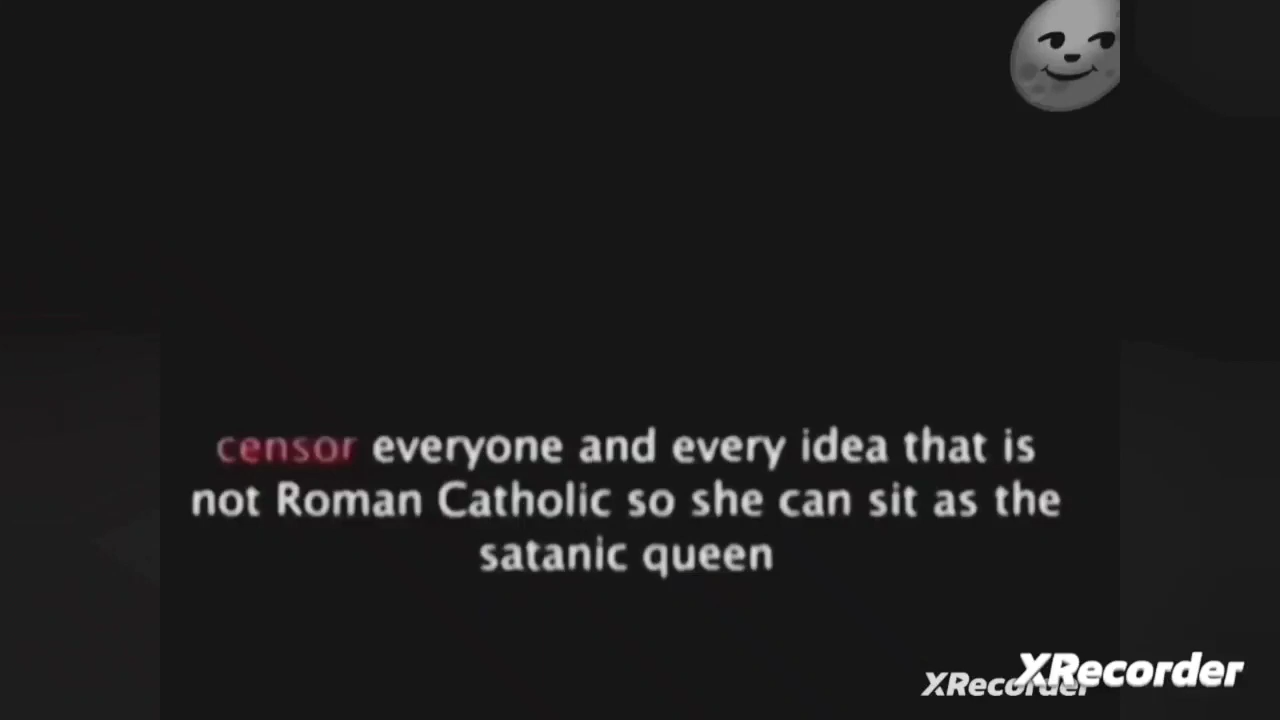 censor everyone and every idea that is
not Roman Catholic so she can sit as the
satanic queen
XRecorder
XRecorder